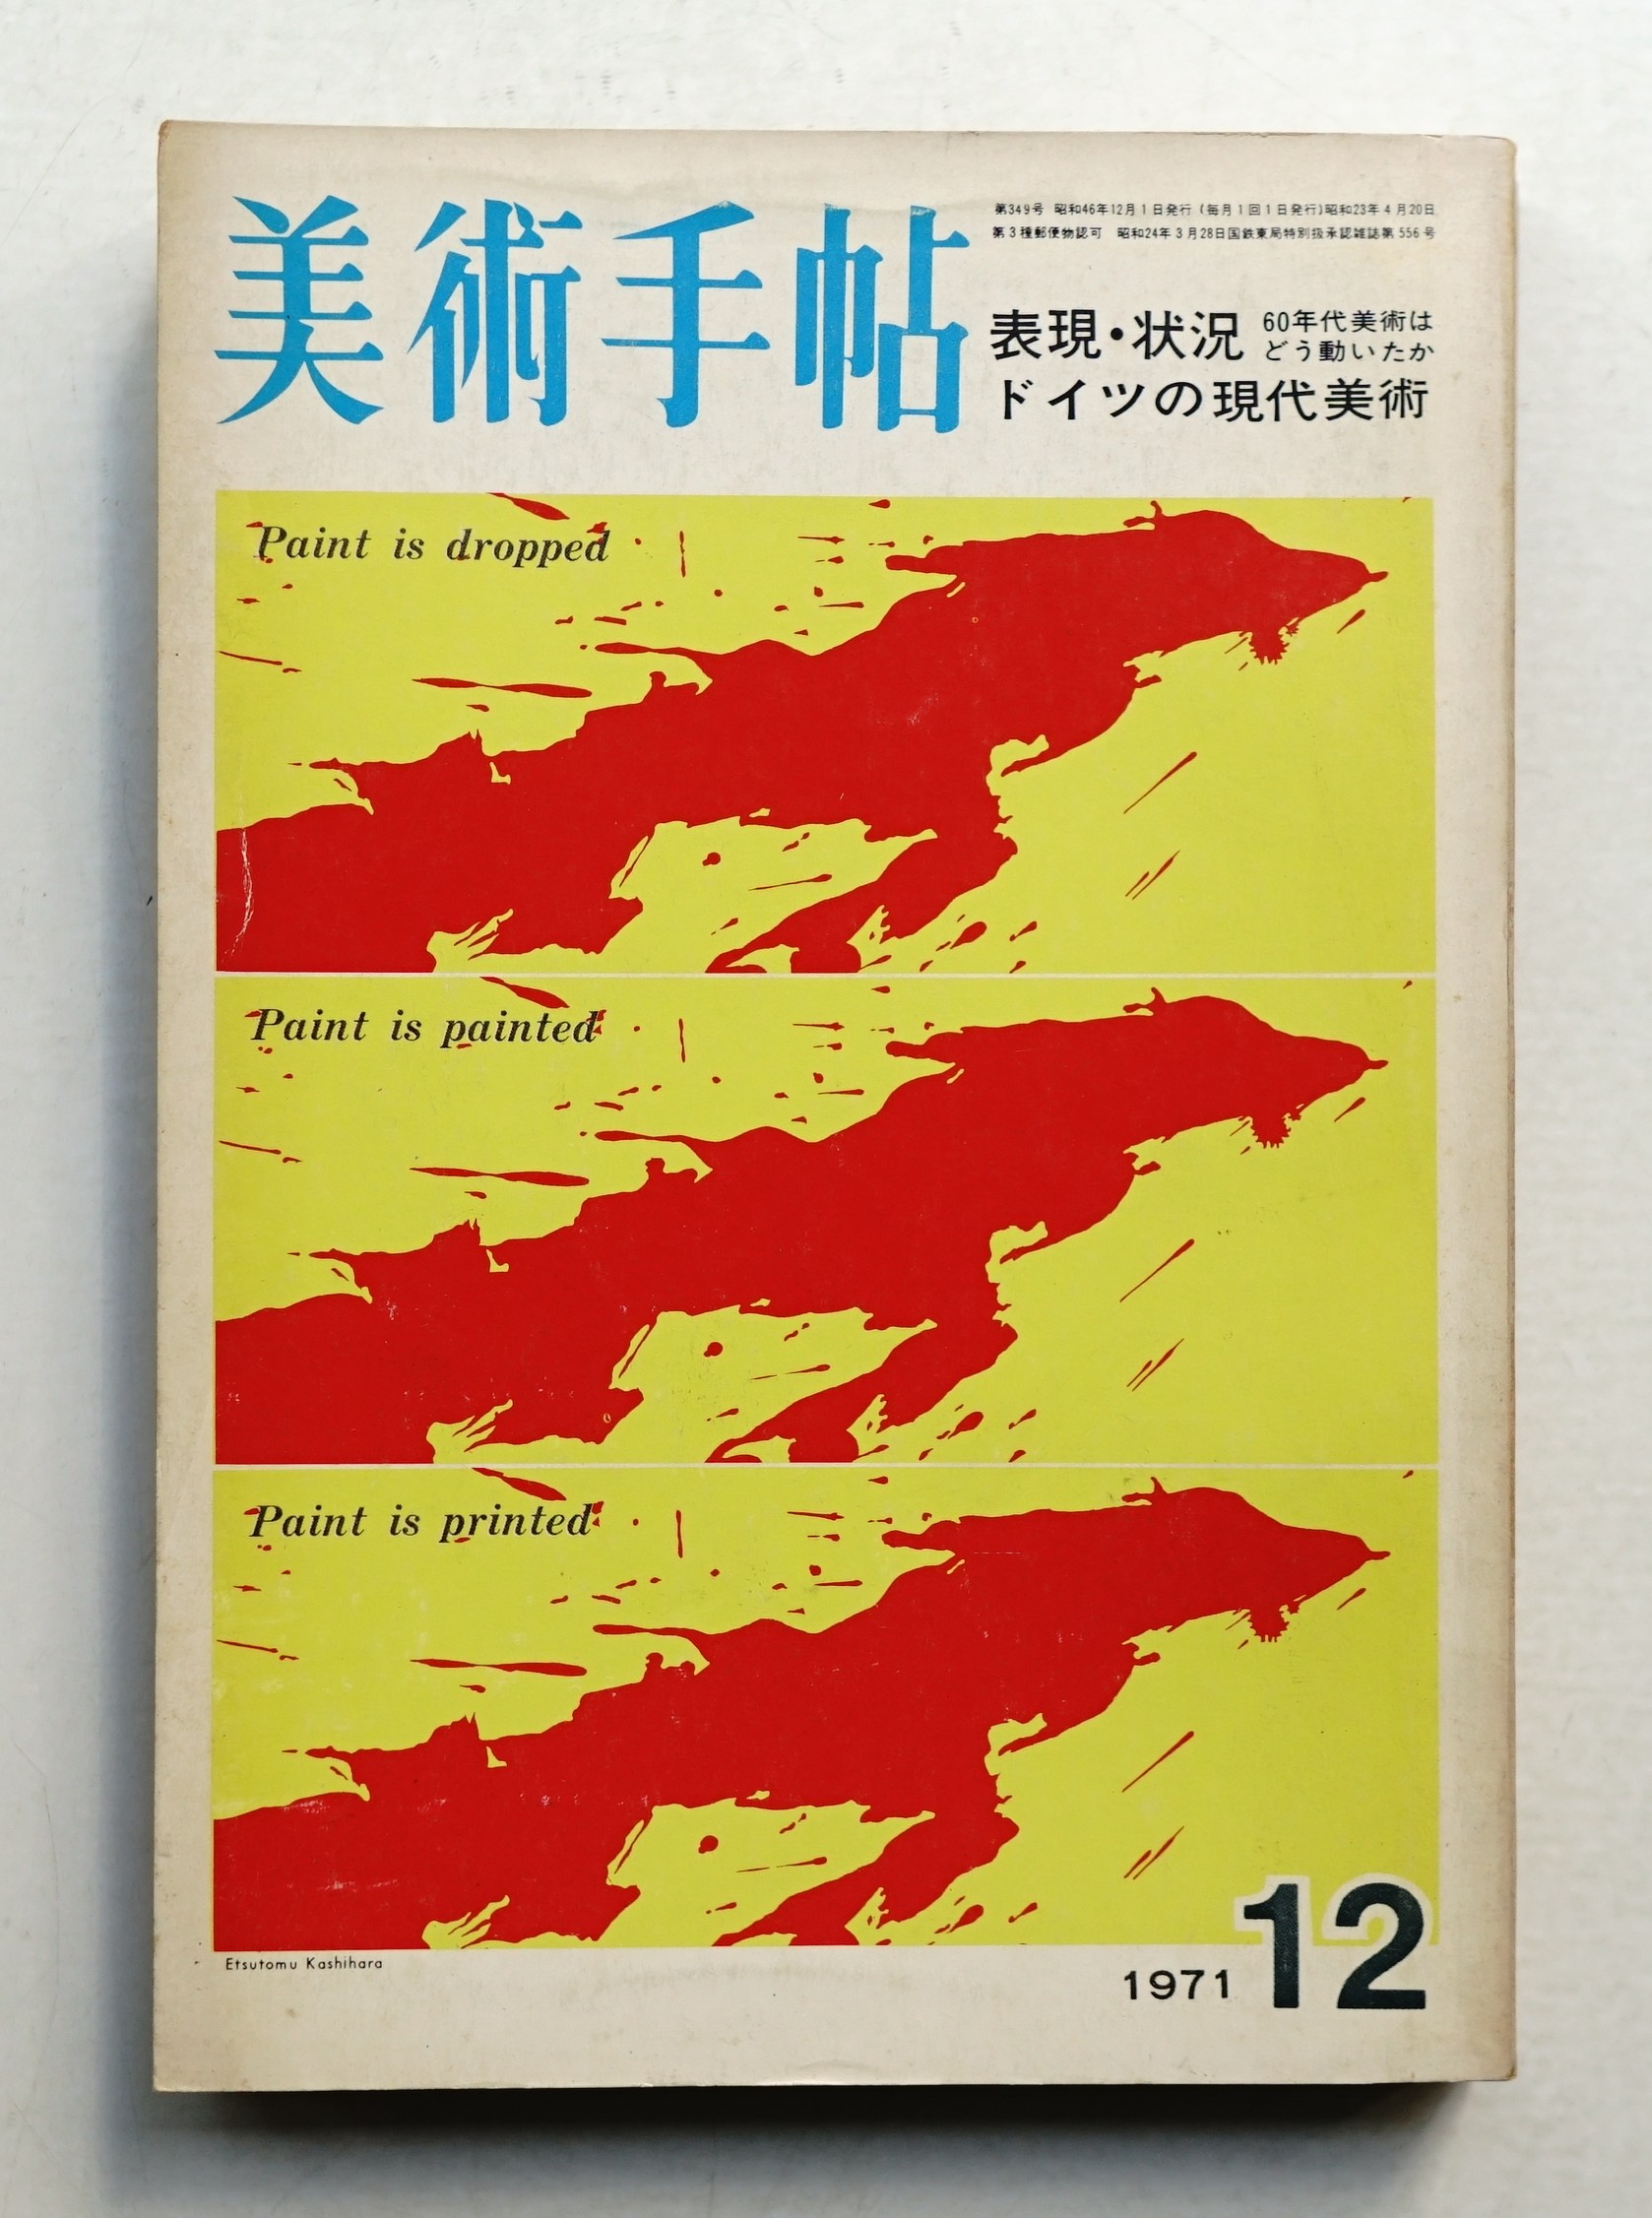 美術手帖
第349号 昭和46年12月1日発行(毎月1回1日発行)昭和23年4月20日
第3種郵便物認可 昭和24年3月28日国鉄東局特別扱承認雑誌第556号
表現・状況
60年代美術は
どう動いたか
ドイツの現代美術
Paint is dropped
Paint is painted
Paint is printed
Etsutomu Kashihara
1971
12